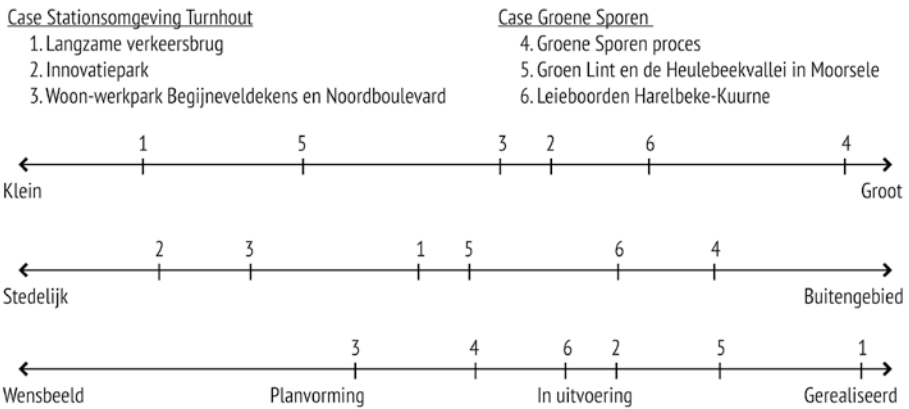 Case Stationsomgeving Turnhout
1. Langzame verkeersbrug
2. Innovatiepark
3. Woon-werkpark Begijneveldekens en Noordboulevard
Case Groene Sporen
4. Groene Sporen proces
5. Groen Lint en de Heulebeekvallei in Moorsele
6. Leieboorden Harelbeke-Kuurne
1 5 3 2 6 4
Klein Groot
2 3 1 5 6 4
Stedelijk Buitengebied
3 4 6 2 5 1
Wensbeeld Planvorming In uitvoering Gerealiseerd